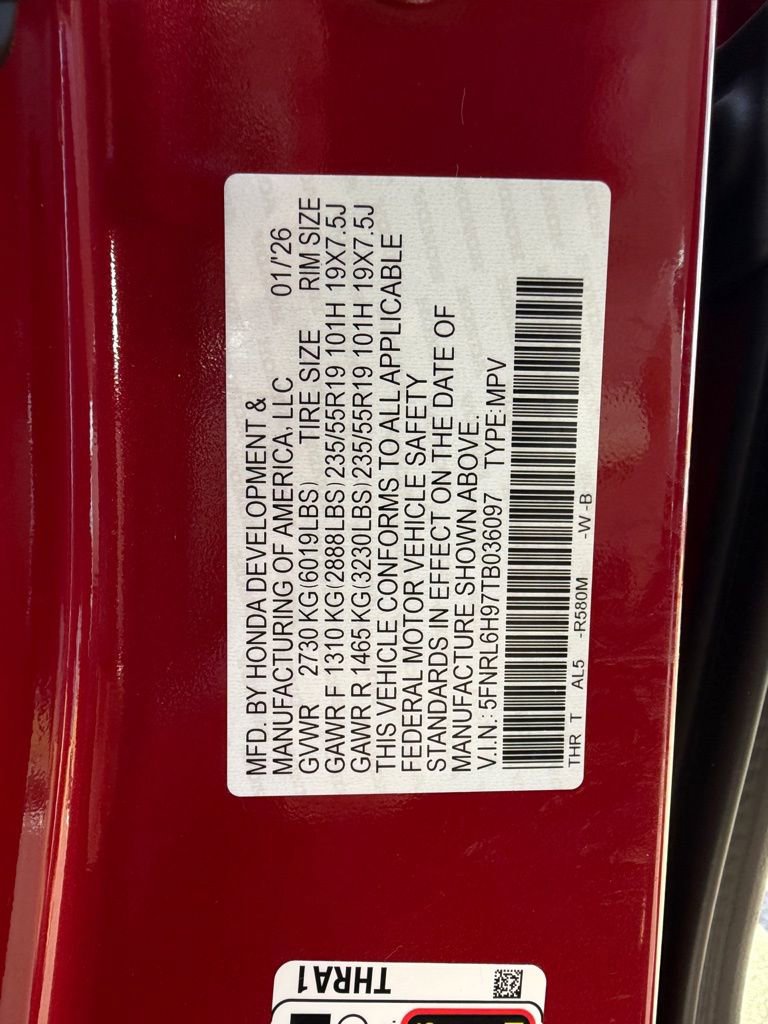 MFD. BY HONDA DEVELOPMENT &
MANUFACTURING OF AMERICA, LLC 01/'26
GVWR 2730 KG(6019LBS) TIRE SIZE RIM SIZE
GAWR F 1310 KG(2888LBS) 235/55R19 101H 19X7.5J
GAWR R 1465 KG(3230LBS) 235/55R19 101H 19X7.5J
THIS VEHICLE CONFORMS TO ALL APPLICABLE
FEDERAL MOTOR VEHICLE SAFETY
STANDARDS IN EFFECT ON THE DATE OF
MANUFACTURE SHOWN ABOVE.
V.I.N.: 5FNRL6H97TB036097 TYPE:MPV
THR T AL5 -R580M -W -B
THRA1